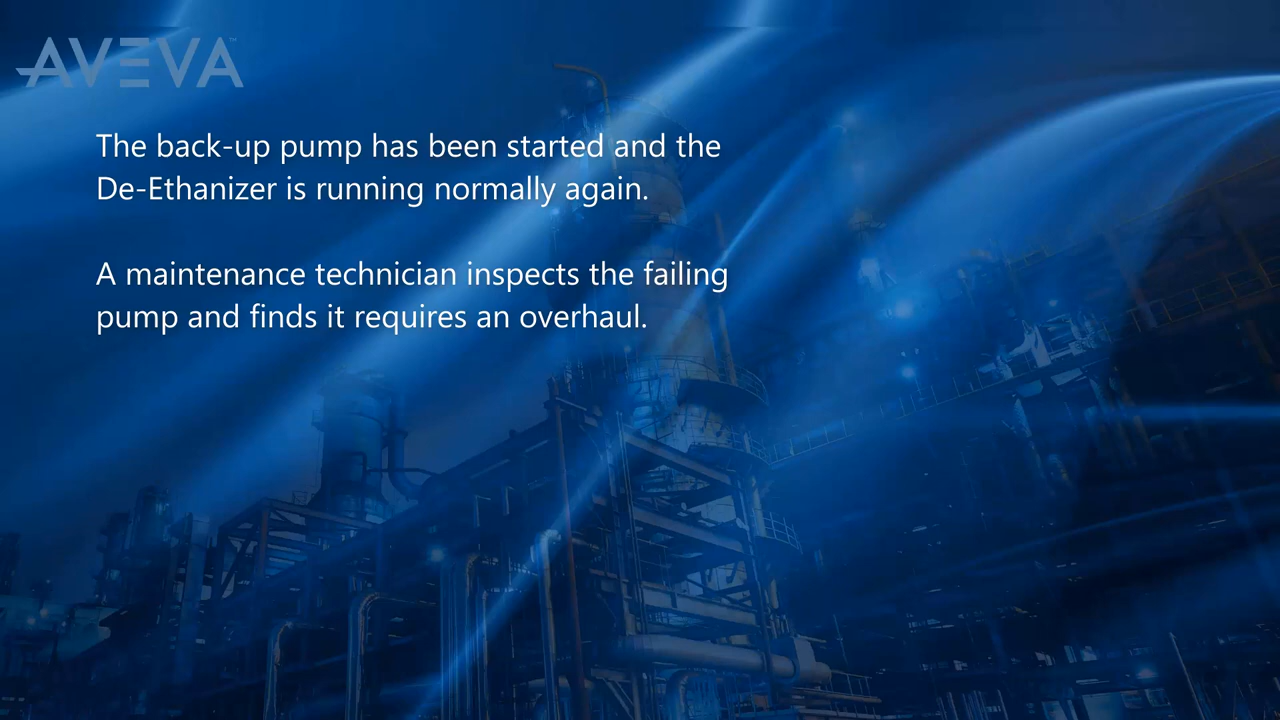 AVEVA™
The back-up pump has been started and the
De-Ethanizer is running normally again.
A maintenance technician inspects the failing
pump and finds it requires an overhaul.